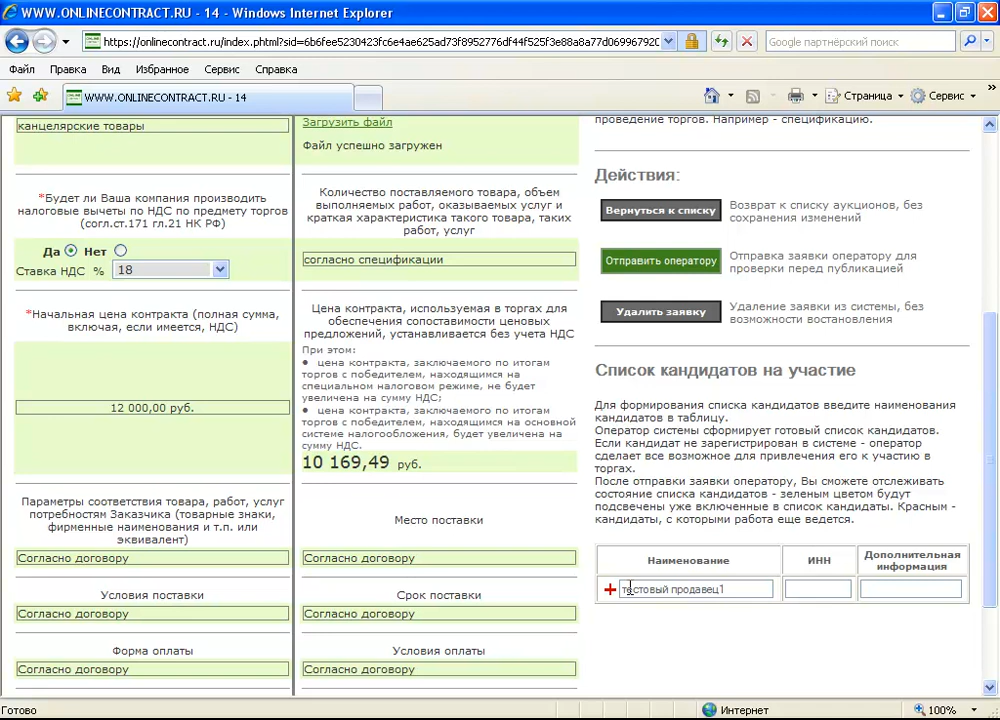 WWW.ONLINECONTRACT.RU - 14 - Windows Internet Explorer
https://onlinecontract.ru/index.phtml?sid=6b6fee5230423fc6e4ae625ad73f8952776df44f525f3e88a8a77d06996792C
Google партнёрский поиск
Файл Правка Вид Избранное Сервис Справка
WWW.ONLINECONTRACT.RU - 14
Страница Сервис
канцелярские товары
Загрузить файл
Файл успешно загружен
*Будет ли Ваша компания производить
налоговые вычеты по НДС по предмету торгов
(согл.ст.171 гл.21 НК РФ)
Да Нет
Ставка НДС % 18
Количество поставляемого товара, объем
выполняемых работ, оказываемых услуг и
краткая характеристика такого товара, таких
работ, услуг
согласно спецификации
*Начальная цена контракта (полная сумма,
включая, если имеется, НДС)
12 000,00 руб.
Цена контракта, используемая в торгах для
обеспечения сопоставимости ценовых
предложений, устанавливается без учета НДС
При этом:
● цена контракта, заключаемого по итогам
торгов с победителем, находящимся на
специальном налоговом режиме, не будет
увеличена на сумму НДС;
● цена контракта, заключаемого по итогам
торгов с победителем, находящимся на основной
системе налогообложения, будет увеличена на
сумму НДС.
10 169,49 руб.
Параметры соответствия товара, работ, услуг
потребностям Заказчика (товарные знаки,
фирменные наименования и т.п. или
эквивалент)
Согласно договору
Место поставки
Согласно договору
Условия поставки
Согласно договору
Срок поставки
Согласно договору
Форма оплаты
Согласно договору
Условия оплаты
Согласно договору
проведение торгов. Например - спецификацию.
Действия:
Вернуться к списку
Возврат к списку аукционов, без
сохранения изменений
Отправить оператору
Отправка заявки оператору для
проверки перед публикацией
Удалить заявку
Удаление заявки из системы, без
возможности востановления
Список кандидатов на участие
Для формирования списка кандидатов введите наименования
кандидатов в таблицу.
Оператор системы сформирует готовый список кандидатов.
Если кандидат не зарегистрирован в системе - оператор
сделает все возможное для привлечения его к участию в
торгах.
После отправки заявки оператору, Вы сможете отслеживать
состояние списка кандидатов - зеленым цветом будут
подсвечены уже включенные в список кандидаты. Красным -
кандидаты, с которыми работа еще ведется.
Наименование ИНН Дополнительная
информация
тестовый продавец1
Готово
Интернет
100%